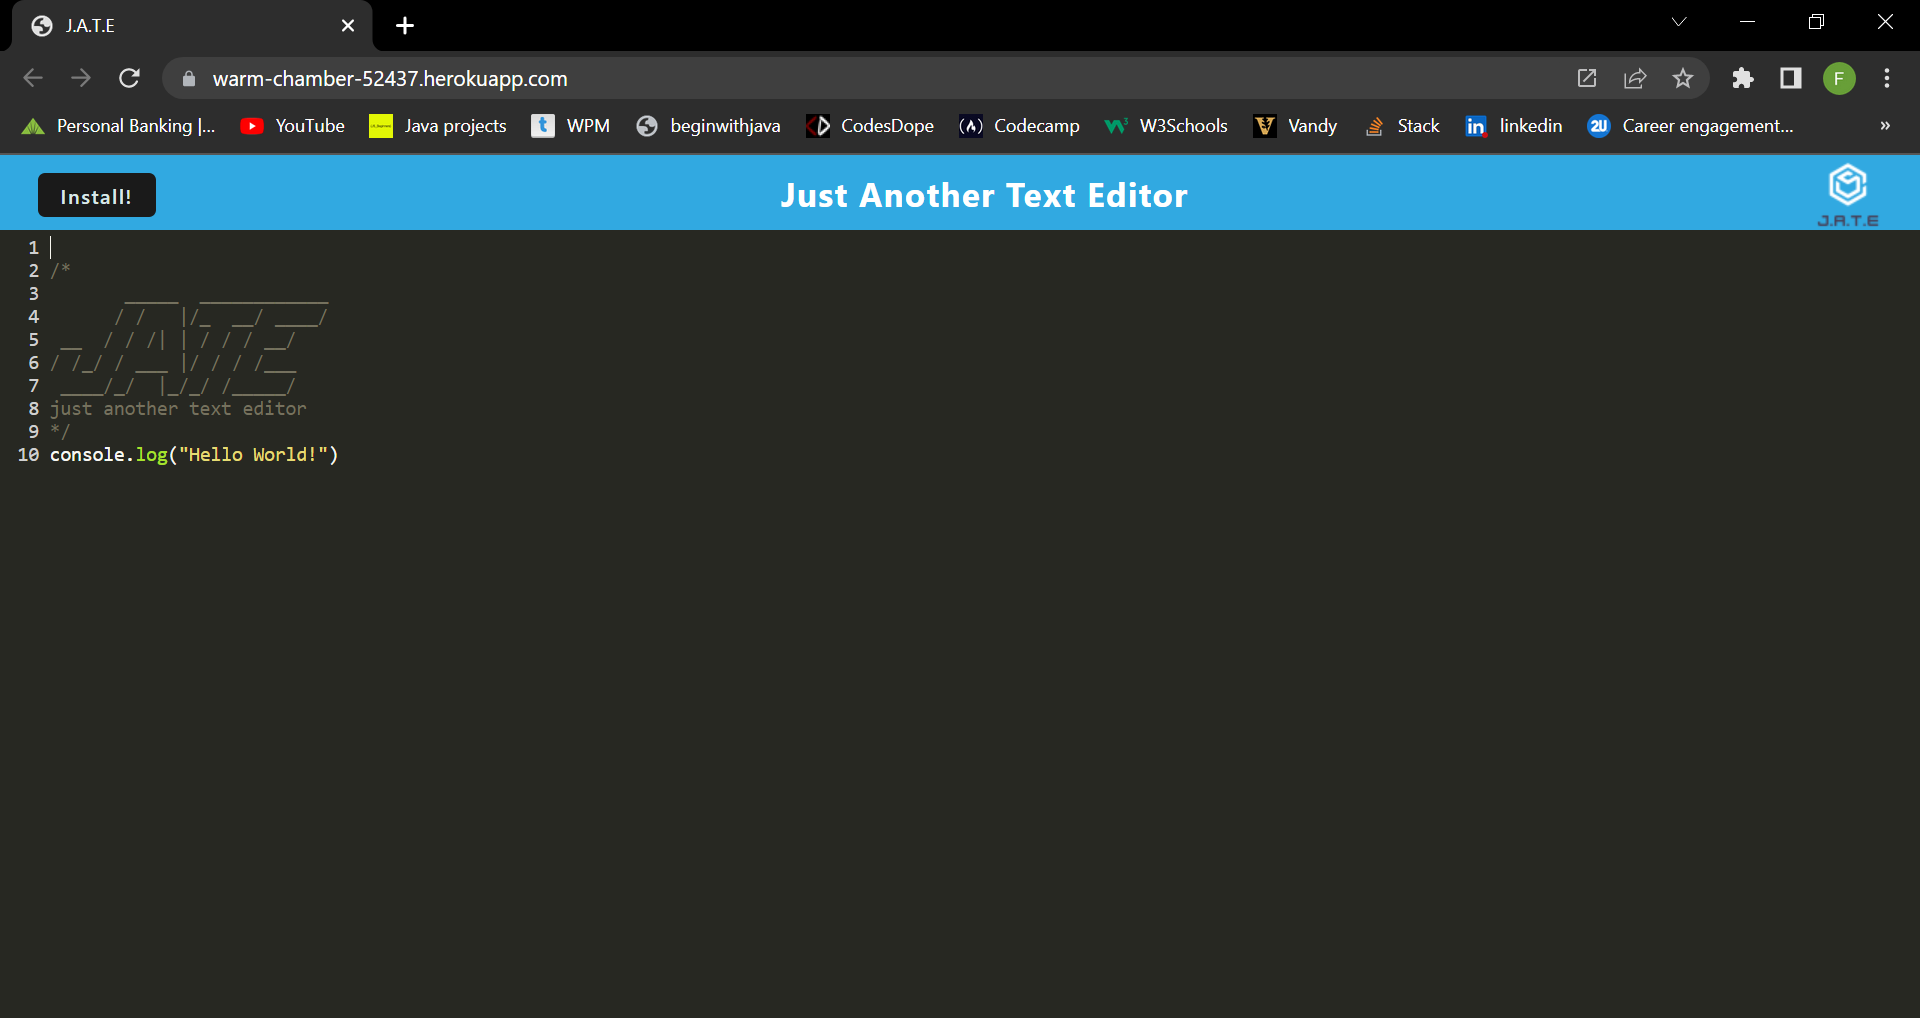 J.A.T.E
warm-chamber-52437.herokuapp.com
F
Personal Banking |... YouTube Java projects t WPM beginwithjava CodesDope Codecamp W3Schools Vandy Stack in linkedin 2U Career engagement... »
Install! Just Another Text Editor
J.A.T.E
1
2 /*
3       _____  ____________
4      / /   |/_  __/ ____/
5 __  / / /| | / / / __/
6 / /_/ / ___ |/ / / /___
7 ____/_/  |_/_/ /_____/
8 just another text editor
9 */
10 console.log("Hello World!")